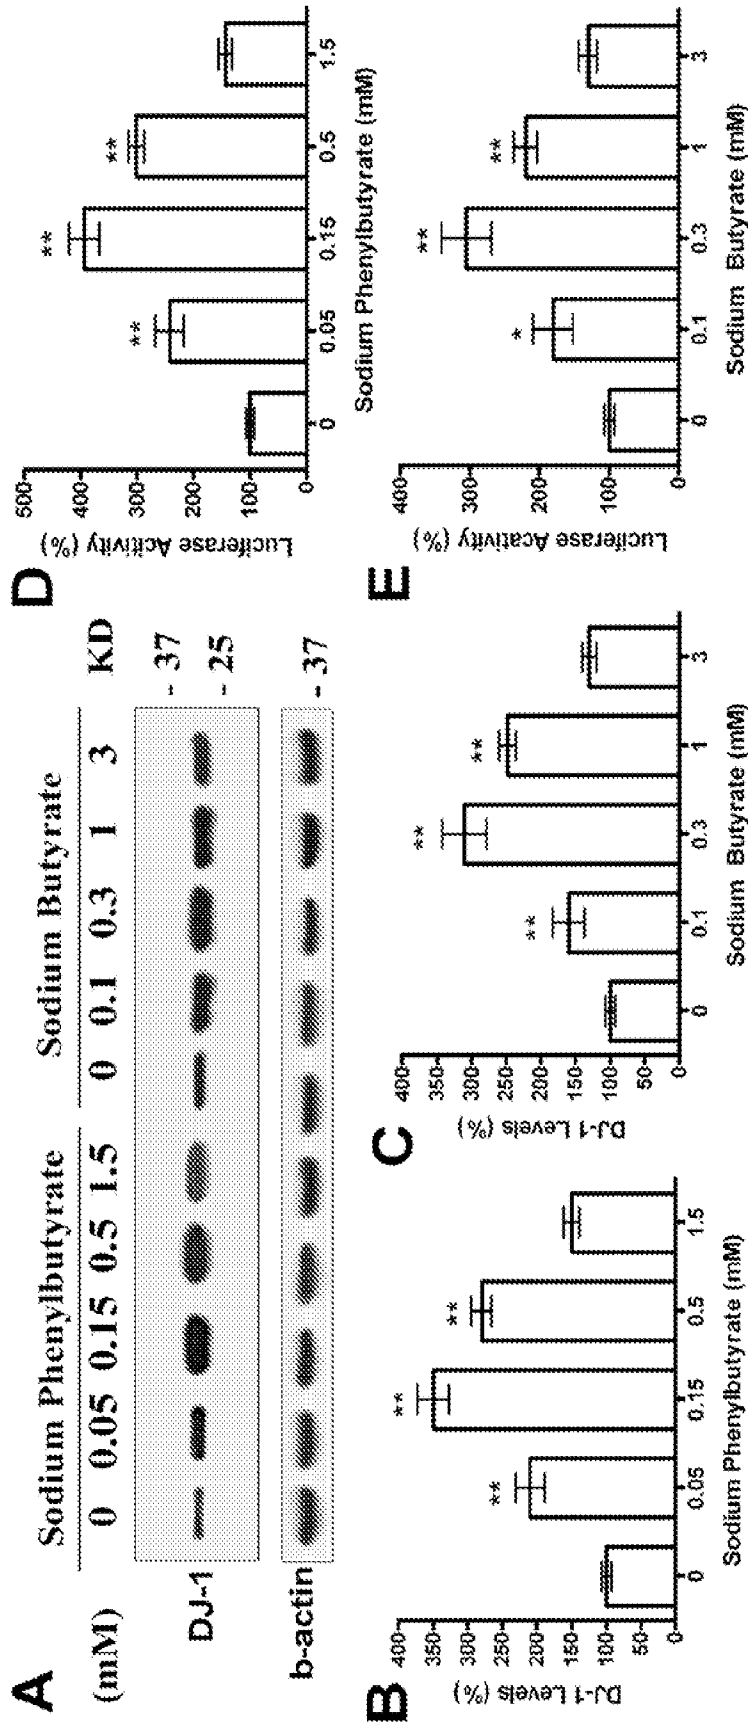 A
Sodium Phenylbutyrate Sodium Butyrate
(mM) 0 0.05 0.15 0.5 1.5 0 0.1 0.3 1 3 KD
DJ-1
- 37
- 25
b-actin - 37
B
DJ-1 Levels (%)
400
350
300
250
200
150
100
50
0
** ** **
0 0.05 0.15 0.5 1.5
Sodium Phenylbutyrate (mM)
C
DJ-1 Levels (%)
400
350
300
250
200
150
100
50
0
** ** **
0 0.1 0.3 1 3
Sodium Butyrate (mM)
D
Luciferase Acitivity (%)
500
400
300
200
100
0
** ** **
0 0.05 0.15 0.5 1.5
Sodium Phenylbutyrate (mM)
E
Luciferase Acativity (%)
400
300
200
100
0
* ** **
0 0.1 0.3 1 3
Sodium Butyrate (mM)